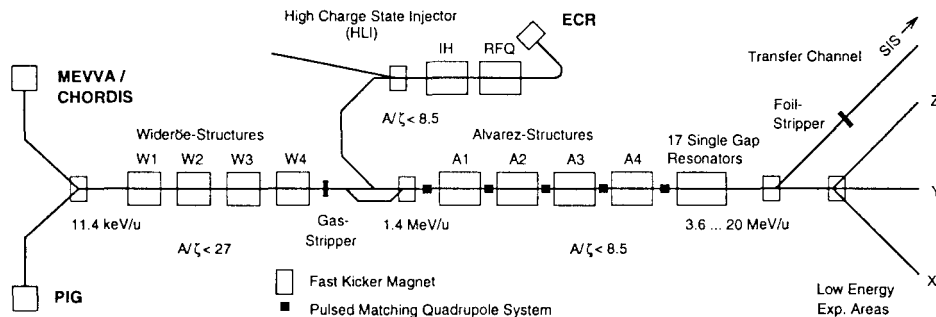 High Charge State Injector
(HLI)
ECR
IH
RFQ
SIS
Transfer Channel
MEVVA /
CHORDIS
A/ζ < 8.5
Foil-
Stripper
Z
Wideröe-Structures
Alvarez-Structures
17 Single Gap
Resonators
W1
W2
W3
W4
A1
A2
A3
A4
Y
11.4 keV/u
Gas-
Stripper
1.4 MeV/u
3.6 ... 20 MeV/u
A/ζ < 27
A/ζ < 8.5
X
PIG
Fast Kicker Magnet
Pulsed Matching Quadrupole System
Low Energy
Exp. Areas